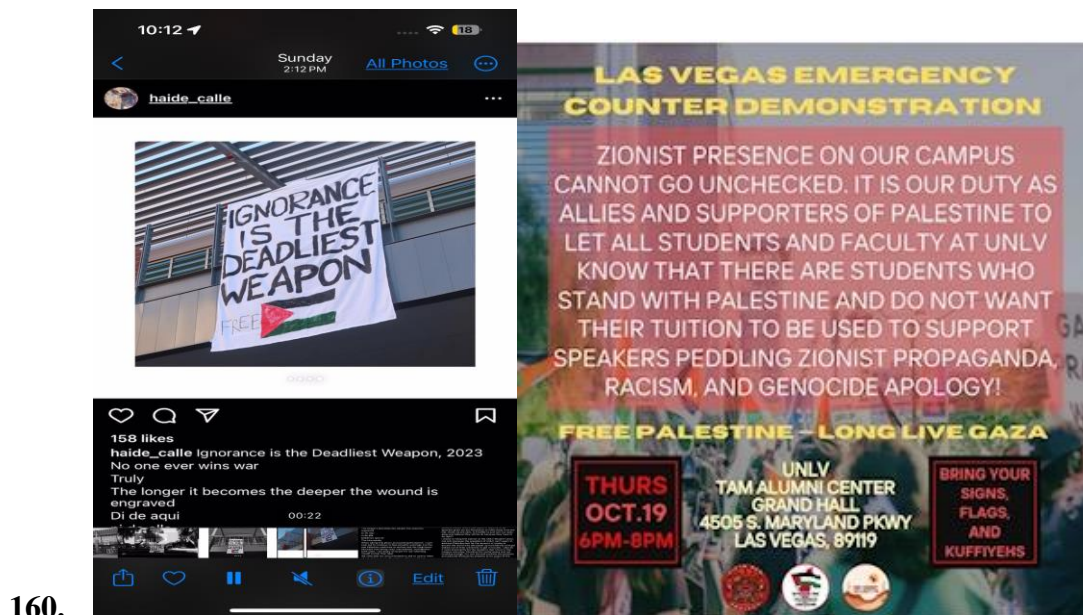 10:12
18
Sunday
2:12 PM
All Photos
haide_calle
IGNORANCE
IS THE
DEADLIEST
WEAPON
FREE
158 likes
haide_calle Ignorance is the Deadliest Weapon, 2023
No one ever wins war
Truly
The longer it becomes the deeper the wound is
engraved
Di de aqui
00:22
Edit
LAS VEGAS EMERGENCY
COUNTER DEMONSTRATION
ZIONIST PRESENCE ON OUR CAMPUS
CANNOT GO UNCHECKED. IT IS OUR DUTY AS
ALLIES AND SUPPORTERS OF PALESTINE TO
LET ALL STUDENTS AND FACULTY AT UNLV
KNOW THAT THERE ARE STUDENTS WHO
STAND WITH PALESTINE AND DO NOT WANT
THEIR TUITION TO BE USED TO SUPPORT
SPEAKERS PEDDLING ZIONIST PROPAGANDA,
RACISM, AND GENOCIDE APOLOGY!
FREE PALESTINE – LONG LIVE GAZA
THURS
OCT.19
6PM-8PM
UNLV
TAM ALUMNI CENTER
GRAND HALL
4505 S. MARYLAND PKWY
LAS VEGAS, 89119
BRING YOUR
SIGNS,
FLAGS,
AND
KUFFIYEHS
160.